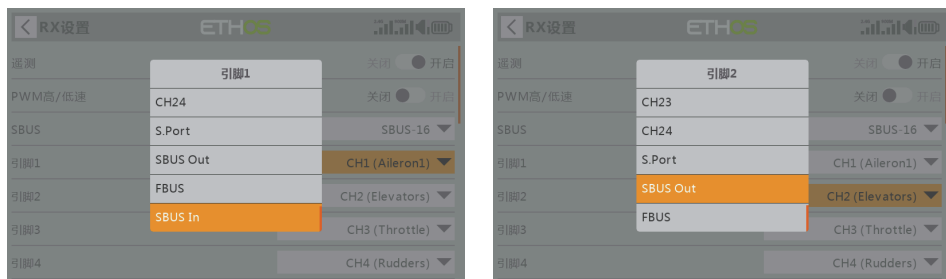 RX设置
ETHOS
遥测
关闭
开启
引脚1
PWM高/低速
关闭
开启
CH24
SBUS
SBUS-16
S.Port
引脚1
SBUS Out
CH1 (Aileron1)
引脚2
FBUS
CH2 (Elevators)
SBUS In
引脚3
CH3 (Throttle)
引脚4
CH4 (Rudders)
RX设置
ETHOS
遥测
关闭
开启
引脚2
PWM高/低速
关闭
开启
CH23
SBUS
CH24
SBUS-16
引脚1
S.Port
CH1 (Aileron1)
引脚2
SBUS Out
CH2 (Elevators)
FBUS
引脚3
CH3 (Throttle)
引脚4
CH4 (Rudders)